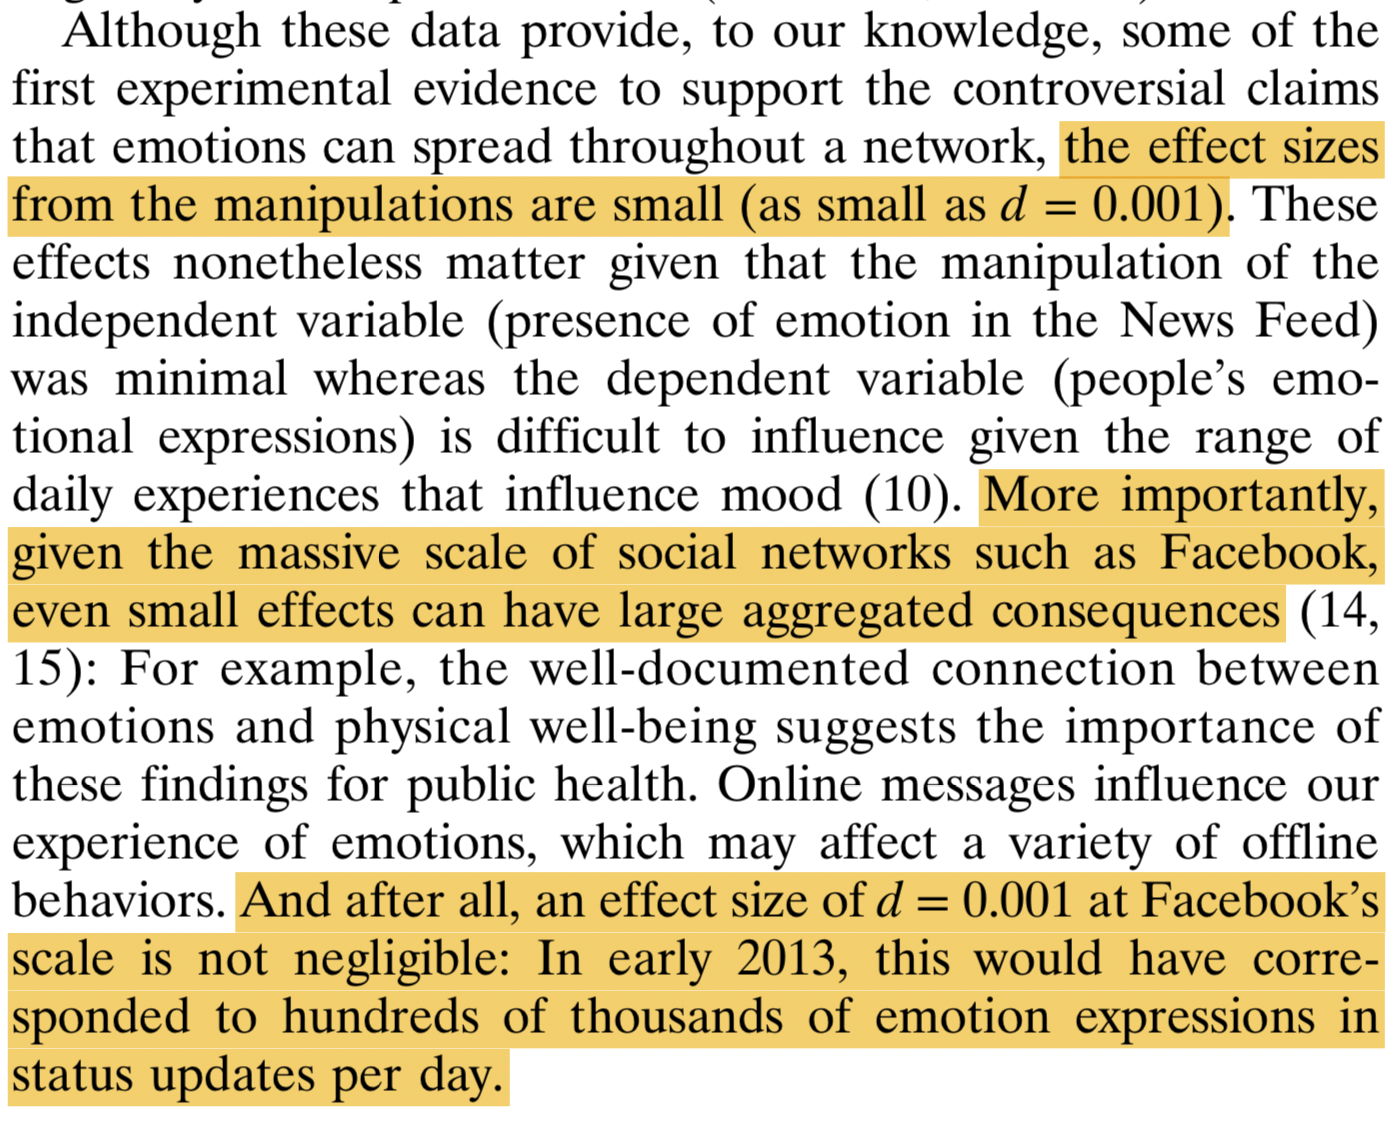 Although these data provide, to our knowledge, some of the
first experimental evidence to support the controversial claims
that emotions can spread throughout a network, the effect sizes
from the manipulations are small (as small as d = 0.001). These
effects nonetheless matter given that the manipulation of the
independent variable (presence of emotion in the News Feed)
was minimal whereas the dependent variable (people’s emo-
tional expressions) is difficult to influence given the range of
daily experiences that influence mood (10). More importantly,
given the massive scale of social networks such as Facebook,
even small effects can have large aggregated consequences (14,
15): For example, the well-documented connection between
emotions and physical well-being suggests the importance of
these findings for public health. Online messages influence our
experience of emotions, which may affect a variety of offline
behaviors. And after all, an effect size of d = 0.001 at Facebook’s
scale is not negligible: In early 2013, this would have corre-
sponded to hundreds of thousands of emotion expressions in
status updates per day.